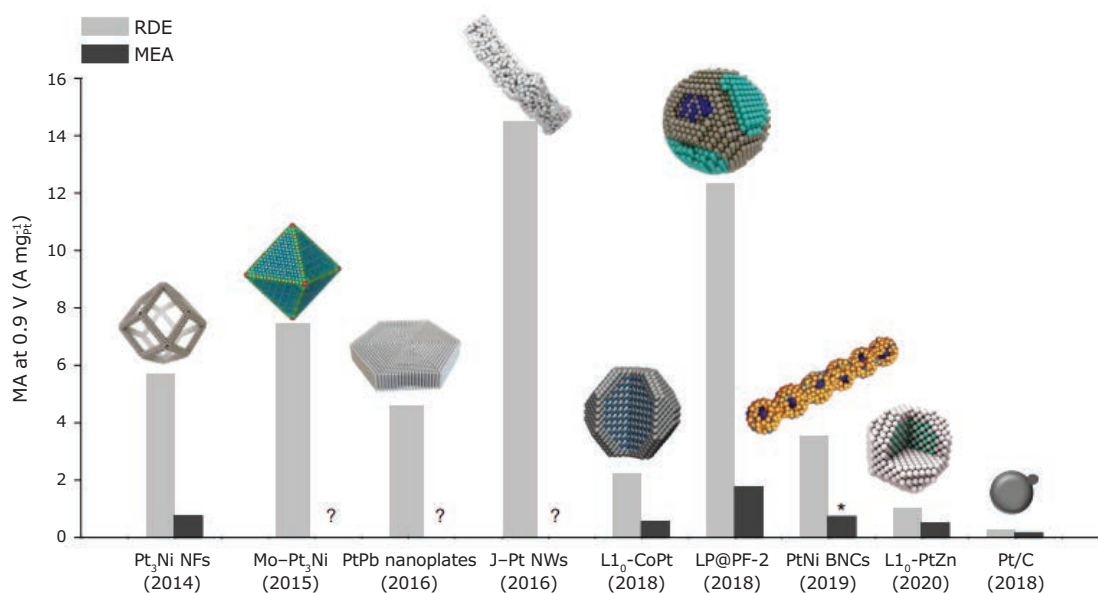 RDE
MEA
MA at 0.9 V (A mg⁻¹Pt)
16
14
12
10
8
6
4
2
0
? ? ? *
Pt₃Ni NFs Mo–Pt₃Ni PtPb nanoplates J–Pt NWs L1₀-CoPt LP@PF-2 PtNi BNCs L1₀-PtZn Pt/C
(2014) (2015) (2016) (2016) (2018) (2018) (2019) (2020) (2018)